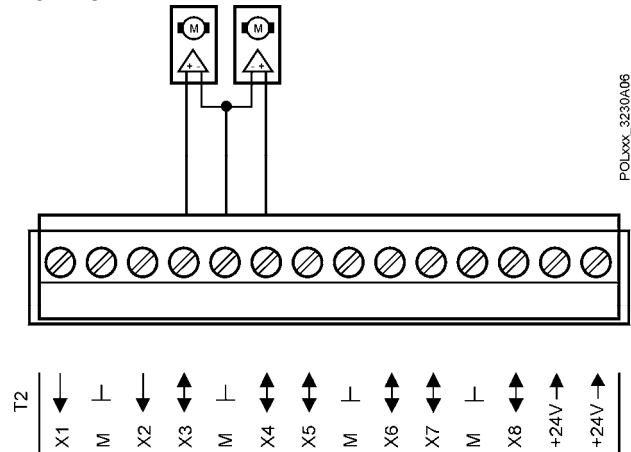 M M
+ - - +
POLxxx_3230A06
T2
X1 M X2 X3 M X4 X5 M X6 X7 M X8 +24V +24V